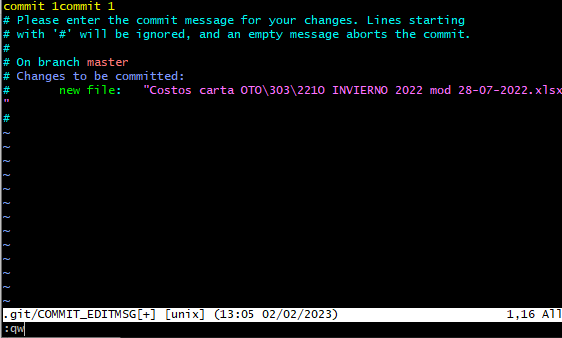 commit 1commit 1
# Please enter the commit message for your changes. Lines starting
# with '#' will be ignored, and an empty message aborts the commit.
#
# On branch master
# Changes to be committed:
#       new file:   "Costos carta OTO\303\221O INVIERNO 2022 mod 28-07-2022.xlsx
"
#
~
~
~
~
~
~
~
~
~
~
~
~
~
.git/COMMIT_EDITMSG[+] [unix] (13:05 02/02/2023) 1,16 All
:qw